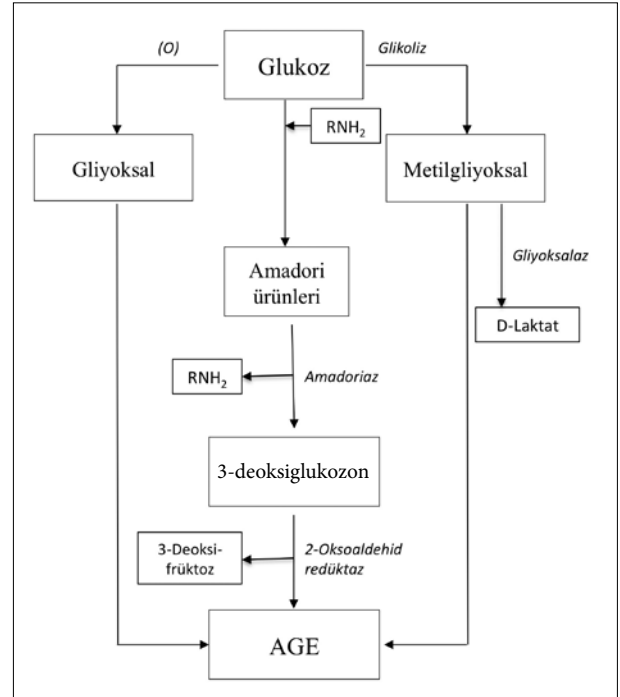 (O)
Glukoz
Glikoliz
RNH₂
Gliyoksal
Metilgliyoksal
Gliyoksalaz
Amadori
ürünleri
D-Laktat
RNH₂
Amadoriaz
3-deoksiglukozon
3-Deoksi-
früktoz
2-Oksoaldehid
redüktaz
AGE